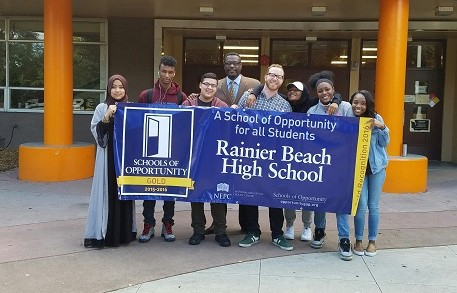 SCHOOLS OF
OPPORTUNITY
GOLD
2015-2016
A School of Opportunity
for all Students
Rainier Beach
High School
NEPC
Schools of Opportunity
Recognition